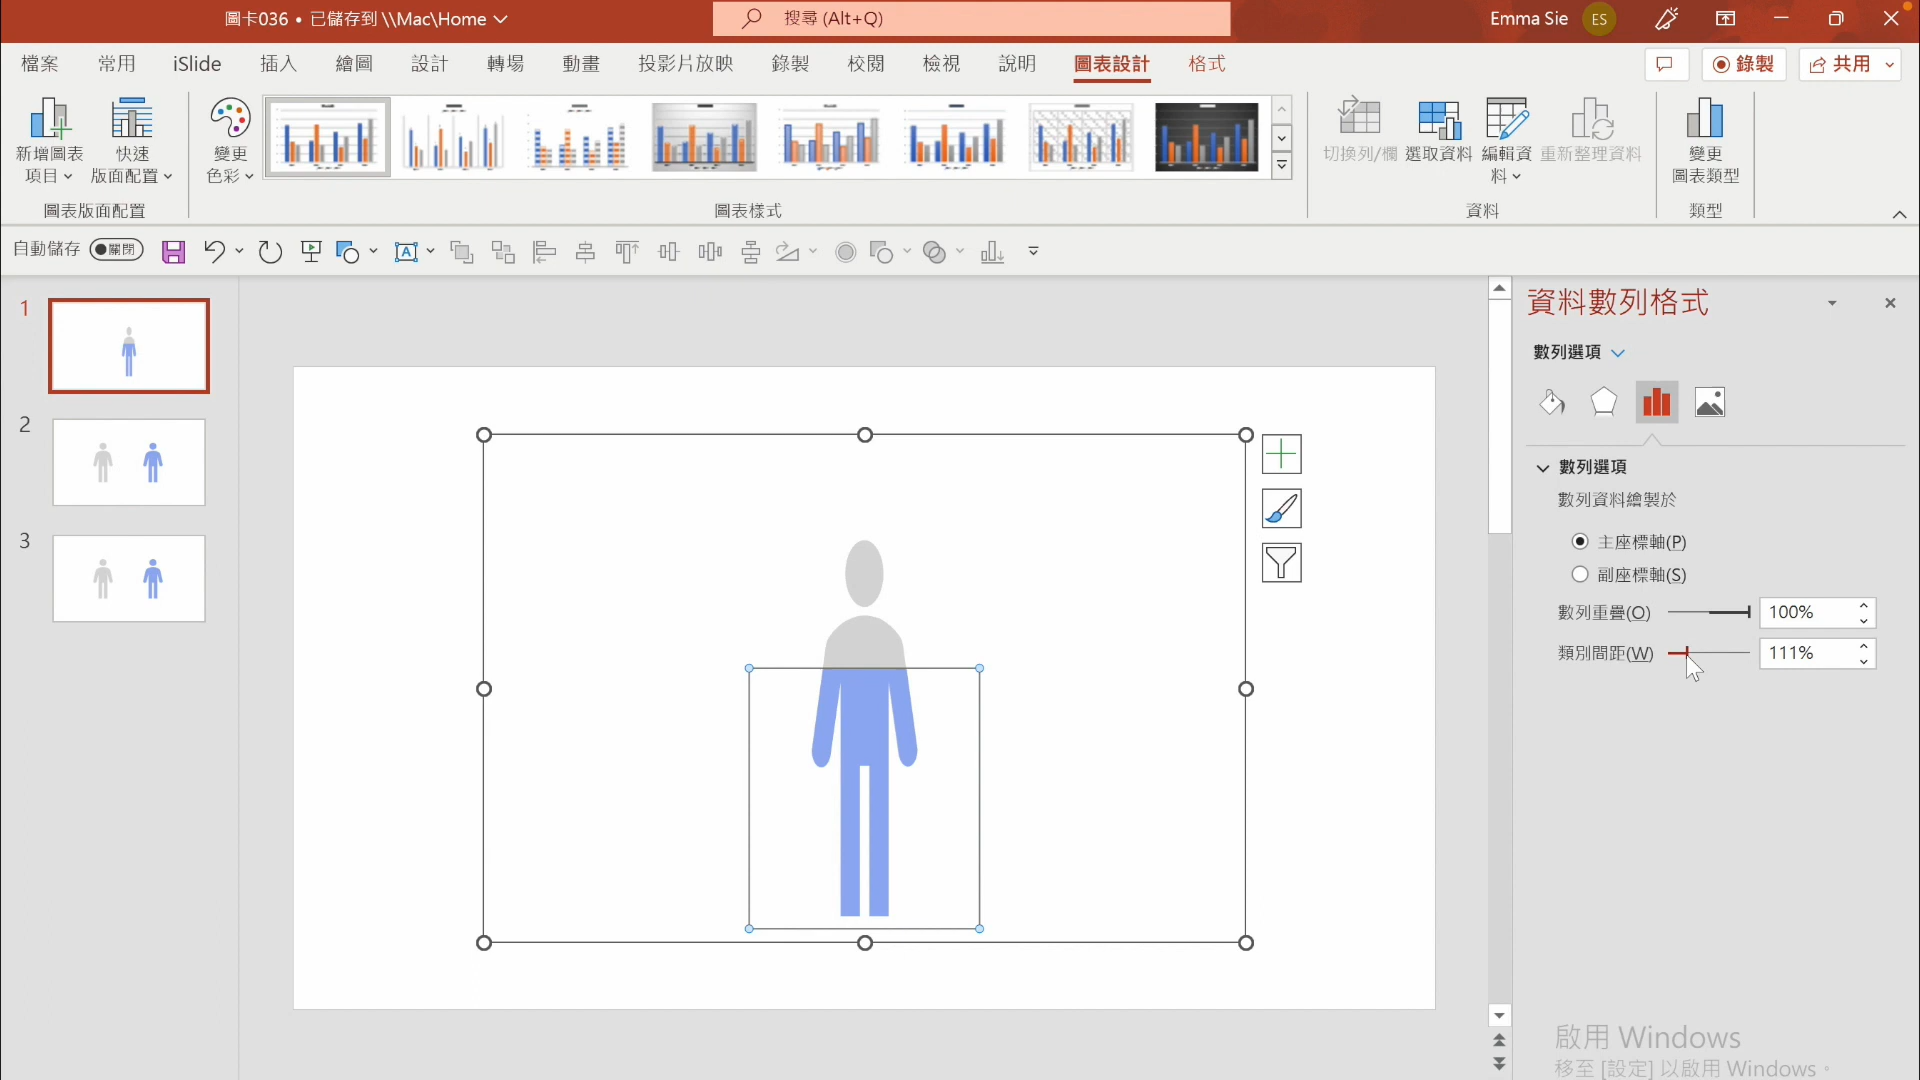 圖卡036 • 已儲存到 \\Mac\Home
搜尋 (Alt+Q)
Emma Sie
ES
檔案 常用 iSlide 插入 繪圖 設計 轉場 動畫 投影片放映 錄製 校閱 檢視 說明 圖表設計 格式
錄製
共用
新增圖表
項目
快速
版面配置
變更
色彩
切換列/欄
選取資料
編輯資
料
重新整理資料
變更
圖表類型
圖表版面配置
圖表樣式
資料
類型
自動儲存
關閉
A
1
2
3
資料數列格式
數列選項
數列選項
數列資料繪製於
主座標軸(P)
副座標軸(S)
數列重疊(O) 100%
類別間距(W) 111%
啟用 Windows
移至 [設定] 以啟用 Windows。